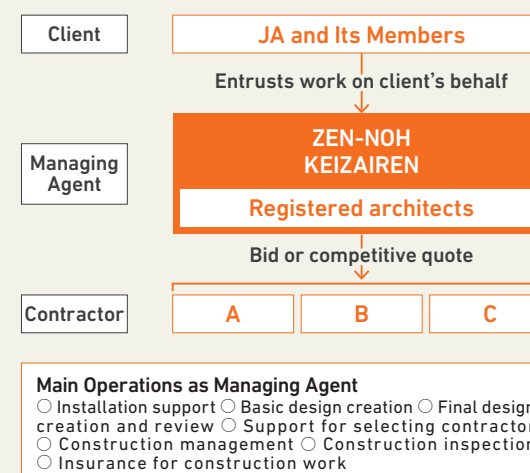 Client
JA and Its Members
Entrusts work on client's behalf
Managing
Agent
ZEN-NOH
KEIZAIREN
Registered architects
Bid or competitive quote
Contractor
A
B
C
Main Operations as Managing Agent
○ Installation support ○ Basic design creation ○ Final design
creation and review ○ Support for selecting contractor
○ Construction management ○ Construction inspection
○ Insurance for construction work